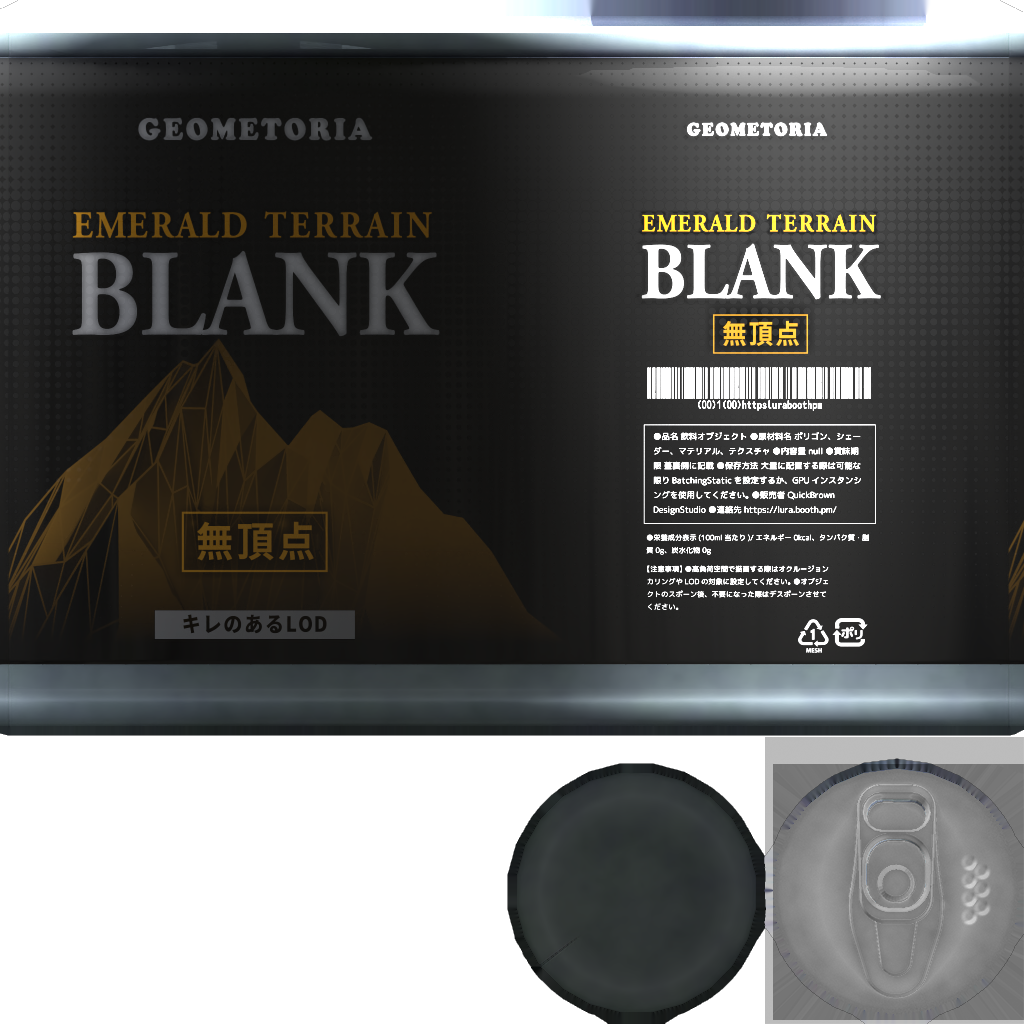 GEOMETORIA
EMERALD TERRAIN
BLANK
無頂点
キレのあるLOD
GEOMETORIA
EMERALD TERRAIN
BLANK
無頂点
(00)1(00)httpsluraboothpm
●品名 飲料オブジェクト ●原材料名 ポリゴン、シェー
ダー、マテリアル、テクスチャ ●内容量 null ●賞味期
限 蓋裏側に記載 ●保存方法 大量に配置する際は可能な
限り BatchingStatic を設定するか、GPU インスタンシ
ングを使用してください。●販売者 QuickBrown
DesignStudio ●連絡先 https://lura.booth.pm/
●栄養成分表示 (100ml 当たり )/ エネルギー 0kcal、タンパク質・脂
質 0g、炭水化物 0g
【注意事項】●高負荷空間で描画する際はオクルージョン
カリングや LOD の対象に設定してください。●オブジェ
クトのスポーン後、不要になった際はデスポーンさせて
ください。
1
MESH
ポリ